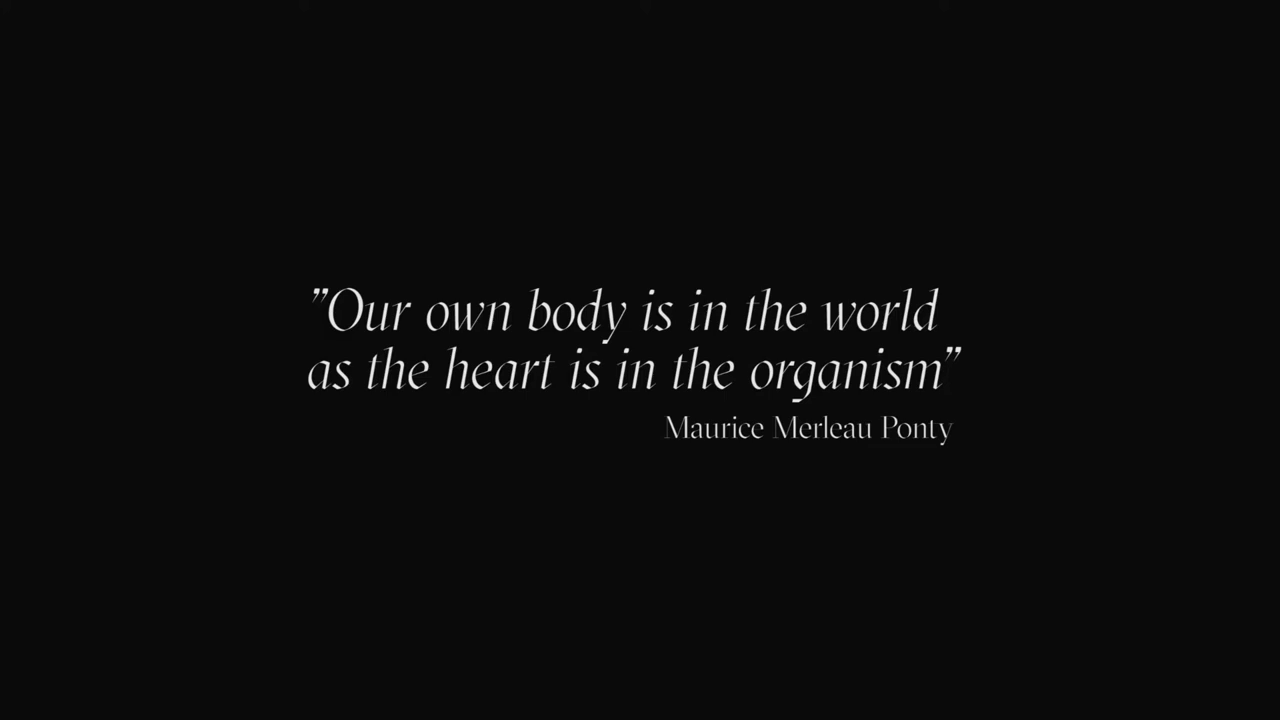 ”Our own body is in the world
as the heart is in the organism”
Maurice Merleau Ponty